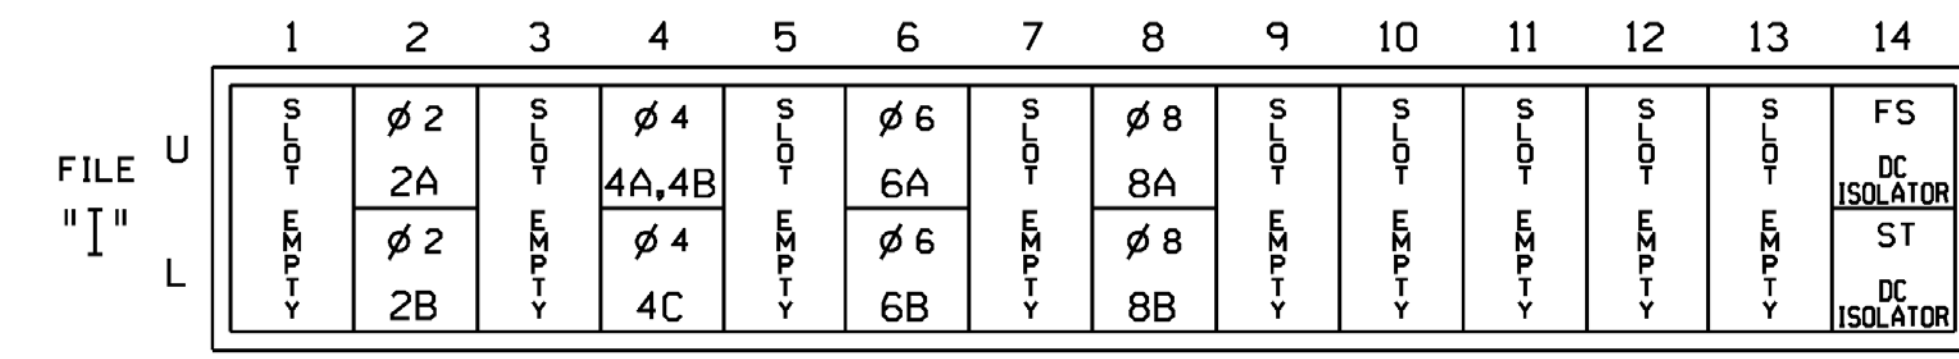 1 2 3 4 5 6 7 8 9 10 11 12 13 14
FILE "I"
U
L
SLOT EMPTY
ø 2
2A
ø 2
2B
SLOT EMPTY
ø 4
4A,4B
ø 4
4C
SLOT EMPTY
ø 6
6A
ø 6
6B
SLOT EMPTY
ø 8
8A
ø 8
8B
SLOT EMPTY
SLOT EMPTY
SLOT EMPTY
SLOT EMPTY
SLOT EMPTY
FS
DC
ISOLATOR
ST
DC
ISOLATOR